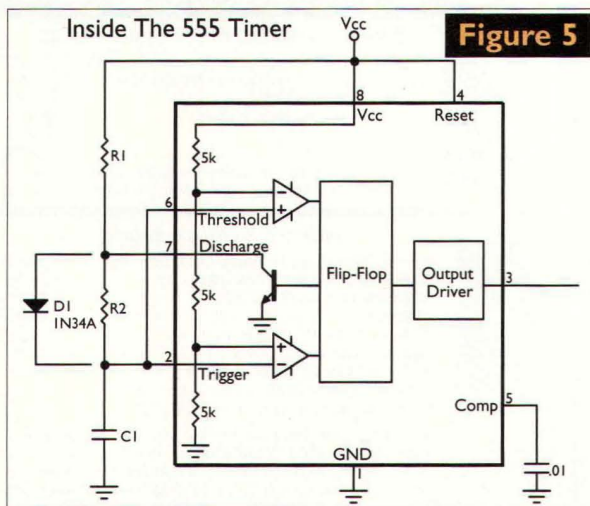 Inside The 555 Timer
Figure 5
Vcc
8
4
Vcc
Reset
R1
5k
6
Threshold
7
Discharge
Flip-Flop
Output
Driver
3
D1
1N34A
R2
5k
2
Trigger
5
Comp
5k
C1
GND
1
.01